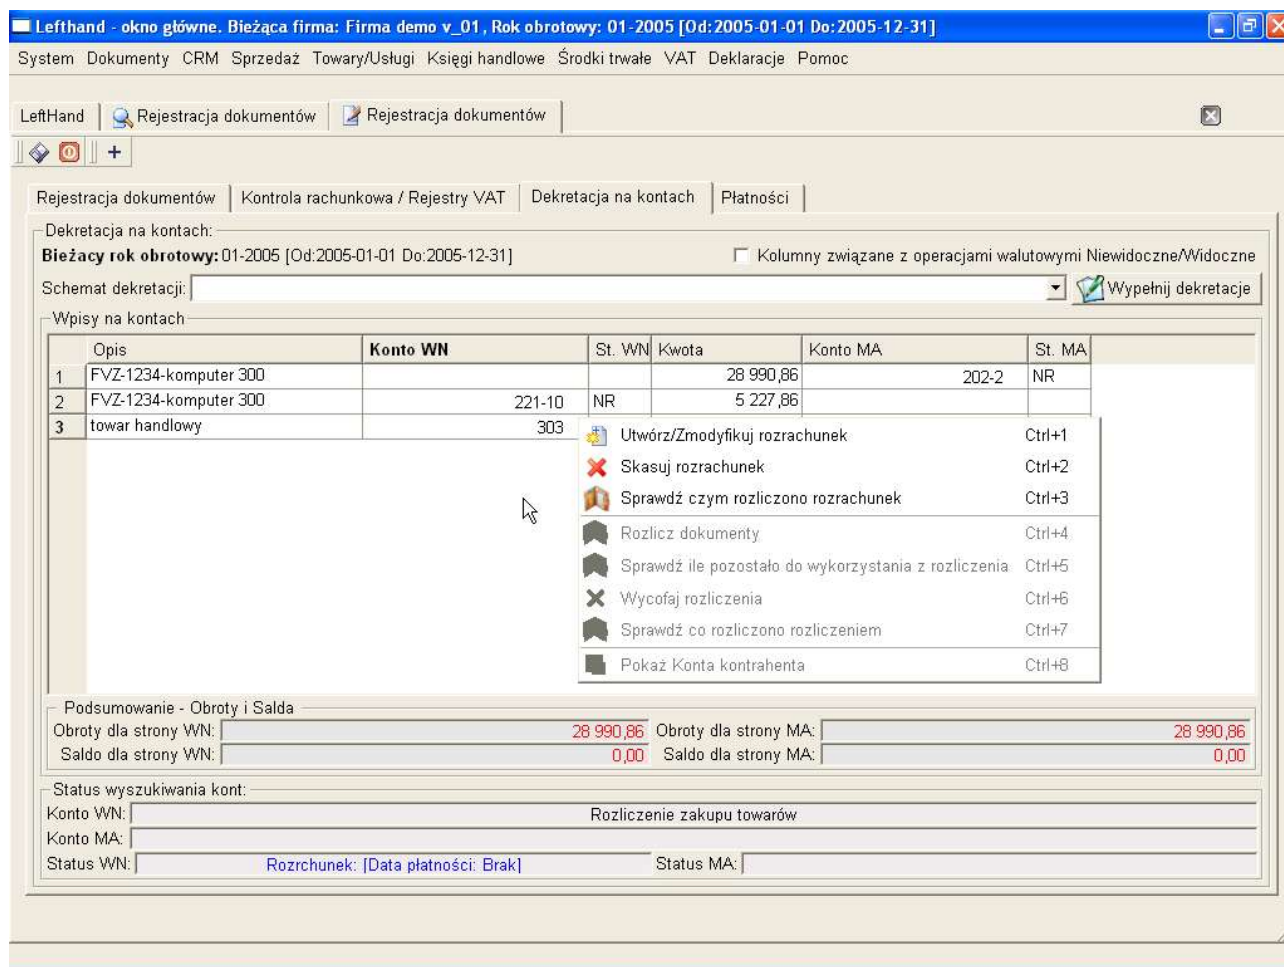 Lefthand - okno główne. Bieżąca firma: Firma demo v_01, Rok obrotowy: 01-2005 [Od:2005-01-01 Do:2005-12-31]
System Dokumenty CRM Sprzedaż Towary/Usługi Księgi handlowe Środki trwałe VAT Deklaracje Pomoc
LeftHand Rejestracja dokumentów Rejestracja dokumentów
Rejestracja dokumentów Kontrola rachunkowa / Rejestry VAT Dekretacja na kontach Płatności
Dekretacja na kontach:
Bieżacy rok obrotowy: 01-2005 [Od:2005-01-01 Do:2005-12-31] Kolumny związane z operacjami walutowymi Niewidoczne/Widoczne
Schemat dekretacji: Wypełnij dekretacje
Wpisy na kontach
Opis Konto WN St. WN Kwota Konto MA St. MA
1 FVZ-1234-komputer 300 28 990,86 202-2 NR
2 FVZ-1234-komputer 300 221-10 NR 5 227,86
3 towar handlowy 303
Utwórz/Zmodyfikuj rozrachunek Ctrl+1
Skasuj rozrachunek Ctrl+2
Sprawdź czym rozliczono rozrachunek Ctrl+3
Rozlicz dokumenty Ctrl+4
Sprawdź ile pozostało do wykorzystania z rozliczenia Ctrl+5
Wycofaj rozliczenia Ctrl+6
Sprawdź co rozliczono rozliczeniem Ctrl+7
Pokaż Konta kontrahenta Ctrl+8
Podsumowanie - Obroty i Salda
Obroty dla strony WN: 28 990,86 Obroty dla strony MA: 28 990,86
Saldo dla strony WN: 0,00 Saldo dla strony MA: 0,00
Status wyszukiwania kont:
Konto WN: Rozliczenie zakupu towarów
Konto MA:
Status WN: Rozrchunek: [Data płatności: Brak] Status MA: